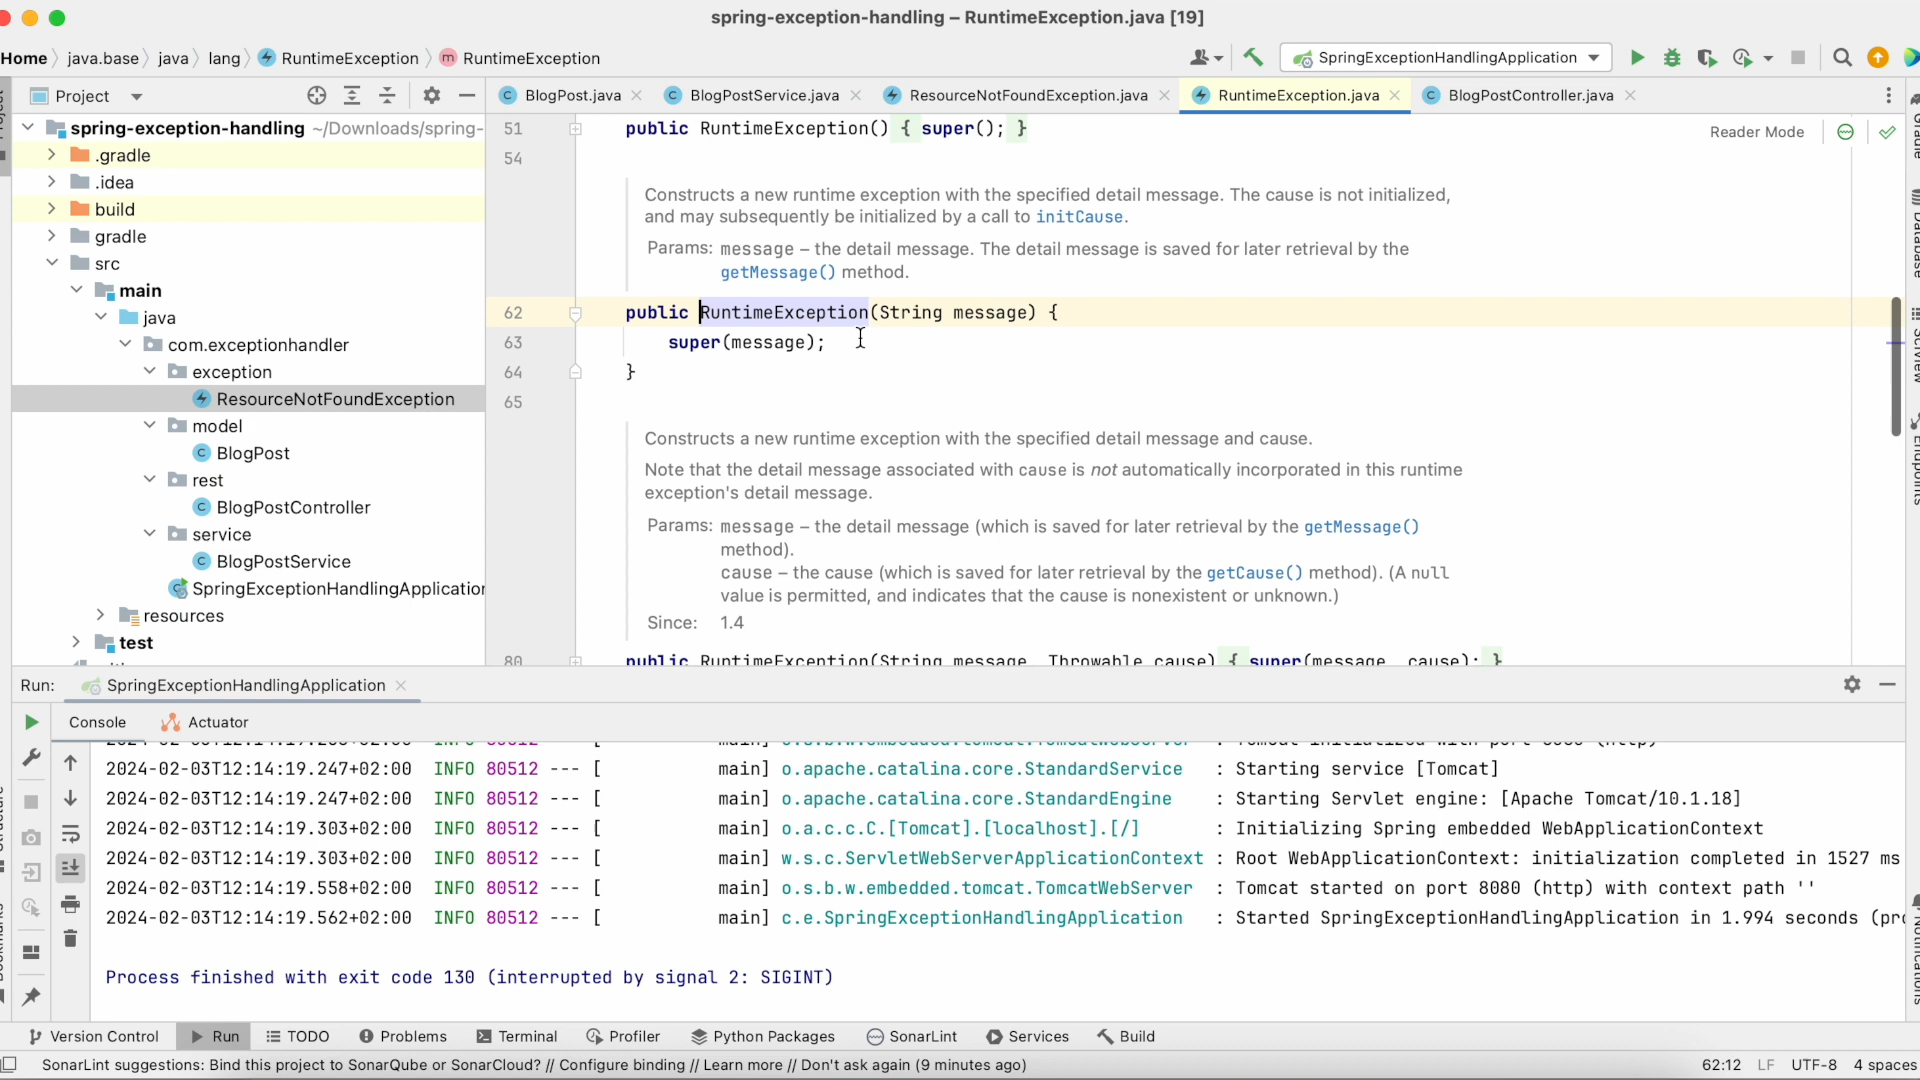 spring-exception-handling – RuntimeException.java [19]
Home java.base java lang RuntimeException RuntimeException
SpringExceptionHandlingApplication
Project
BlogPost.java BlogPostService.java ResourceNotFoundException.java RuntimeException.java BlogPostController.java
spring-exception-handling ~/Downloads/spring-
.gradle
.idea
build
gradle
src
main
java
com.exceptionhandler
exception
ResourceNotFoundException
model
BlogPost
rest
BlogPostController
service
BlogPostService
SpringExceptionHandlingApplication
resources
test
Reader Mode
51 public RuntimeException() { super(); }
54
Constructs a new runtime exception with the specified detail message. The cause is not initialized,
and may subsequently be initialized by a call to initCause.
Params: message – the detail message. The detail message is saved for later retrieval by the
getMessage() method.
62 public RuntimeException(String message) {
63 super(message);
64 }
65
Constructs a new runtime exception with the specified detail message and cause.
Note that the detail message associated with cause is not automatically incorporated in this runtime
exception's detail message.
Params: message – the detail message (which is saved for later retrieval by the getMessage()
method).
cause – the cause (which is saved for later retrieval by the getCause() method). (A null
value is permitted, and indicates that the cause is nonexistent or unknown.)
Since: 1.4
80 public RuntimeException(String message, Throwable cause) { super(message, cause); }
Gradle
Database
SciView
Endpoints
Notifications
Run: SpringExceptionHandlingApplication
Console Actuator
2024-02-03T12:14:19.247+02:00 INFO 80512 --- [ main] o.apache.catalina.core.StandardService : Starting service [Tomcat]
2024-02-03T12:14:19.247+02:00 INFO 80512 --- [ main] o.apache.catalina.core.StandardEngine : Starting Servlet engine: [Apache Tomcat/10.1.18]
2024-02-03T12:14:19.303+02:00 INFO 80512 --- [ main] o.a.c.c.C.[Tomcat].[localhost].[/] : Initializing Spring embedded WebApplicationContext
2024-02-03T12:14:19.303+02:00 INFO 80512 --- [ main] w.s.c.ServletWebServerApplicationContext : Root WebApplicationContext: initialization completed in 1527 ms
2024-02-03T12:14:19.558+02:00 INFO 80512 --- [ main] o.s.b.w.embedded.tomcat.TomcatWebServer : Tomcat started on port 8080 (http) with context path ''
2024-02-03T12:14:19.562+02:00 INFO 80512 --- [ main] c.e.SpringExceptionHandlingApplication : Started SpringExceptionHandlingApplication in 1.994 seconds (pro
Process finished with exit code 130 (interrupted by signal 2: SIGINT)
Version Control Run TODO Problems Terminal Profiler Python Packages SonarLint Services Build
SonarLint suggestions: Bind this project to SonarQube or SonarCloud? // Configure binding // Learn more // Don't ask again (9 minutes ago)
62:12 LF UTF-8 4 spaces